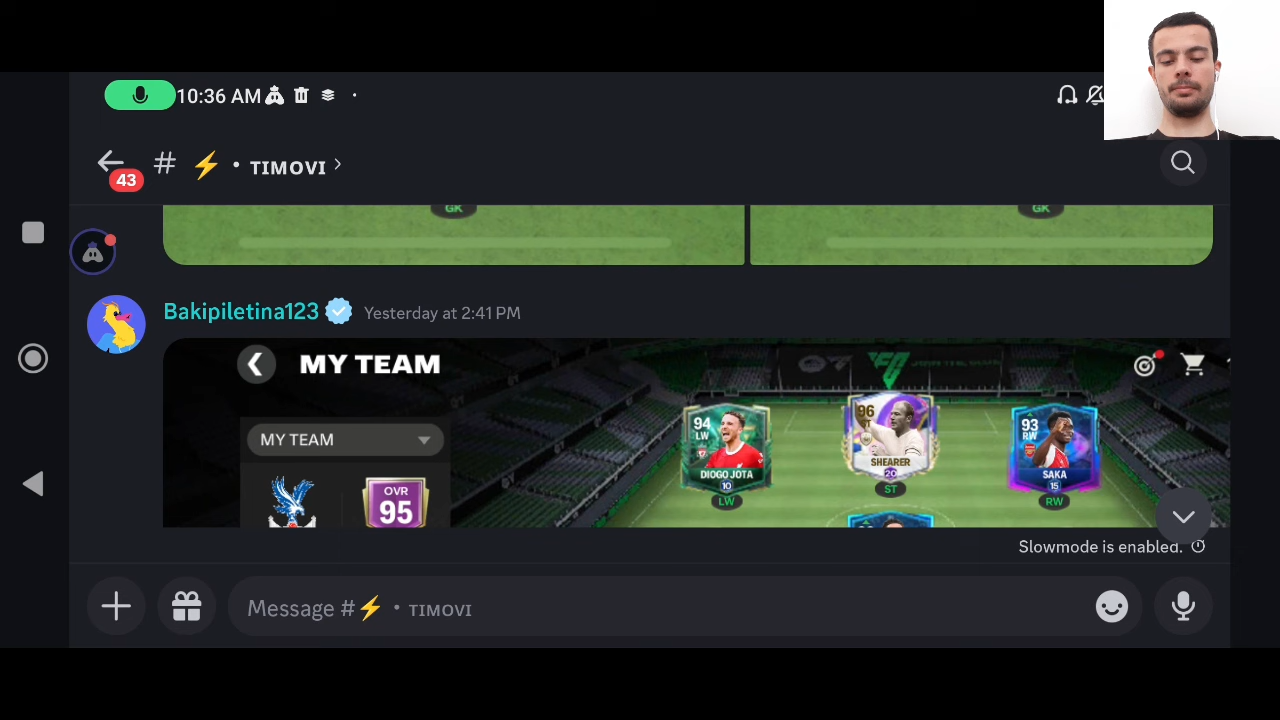 10:36 AM
43
# ⚡ • TIMOVI ›
GK
GK
Bakipiletina123 Yesterday at 2:41 PM
MY TEAM
MY TEAM
OVR
95
94
LW
DIOGO JOTA
10
LW
96
SHEARER
20
ST
93
RW
SAKA
15
RW
Slowmode is enabled.
Message #⚡ • TIMOVI